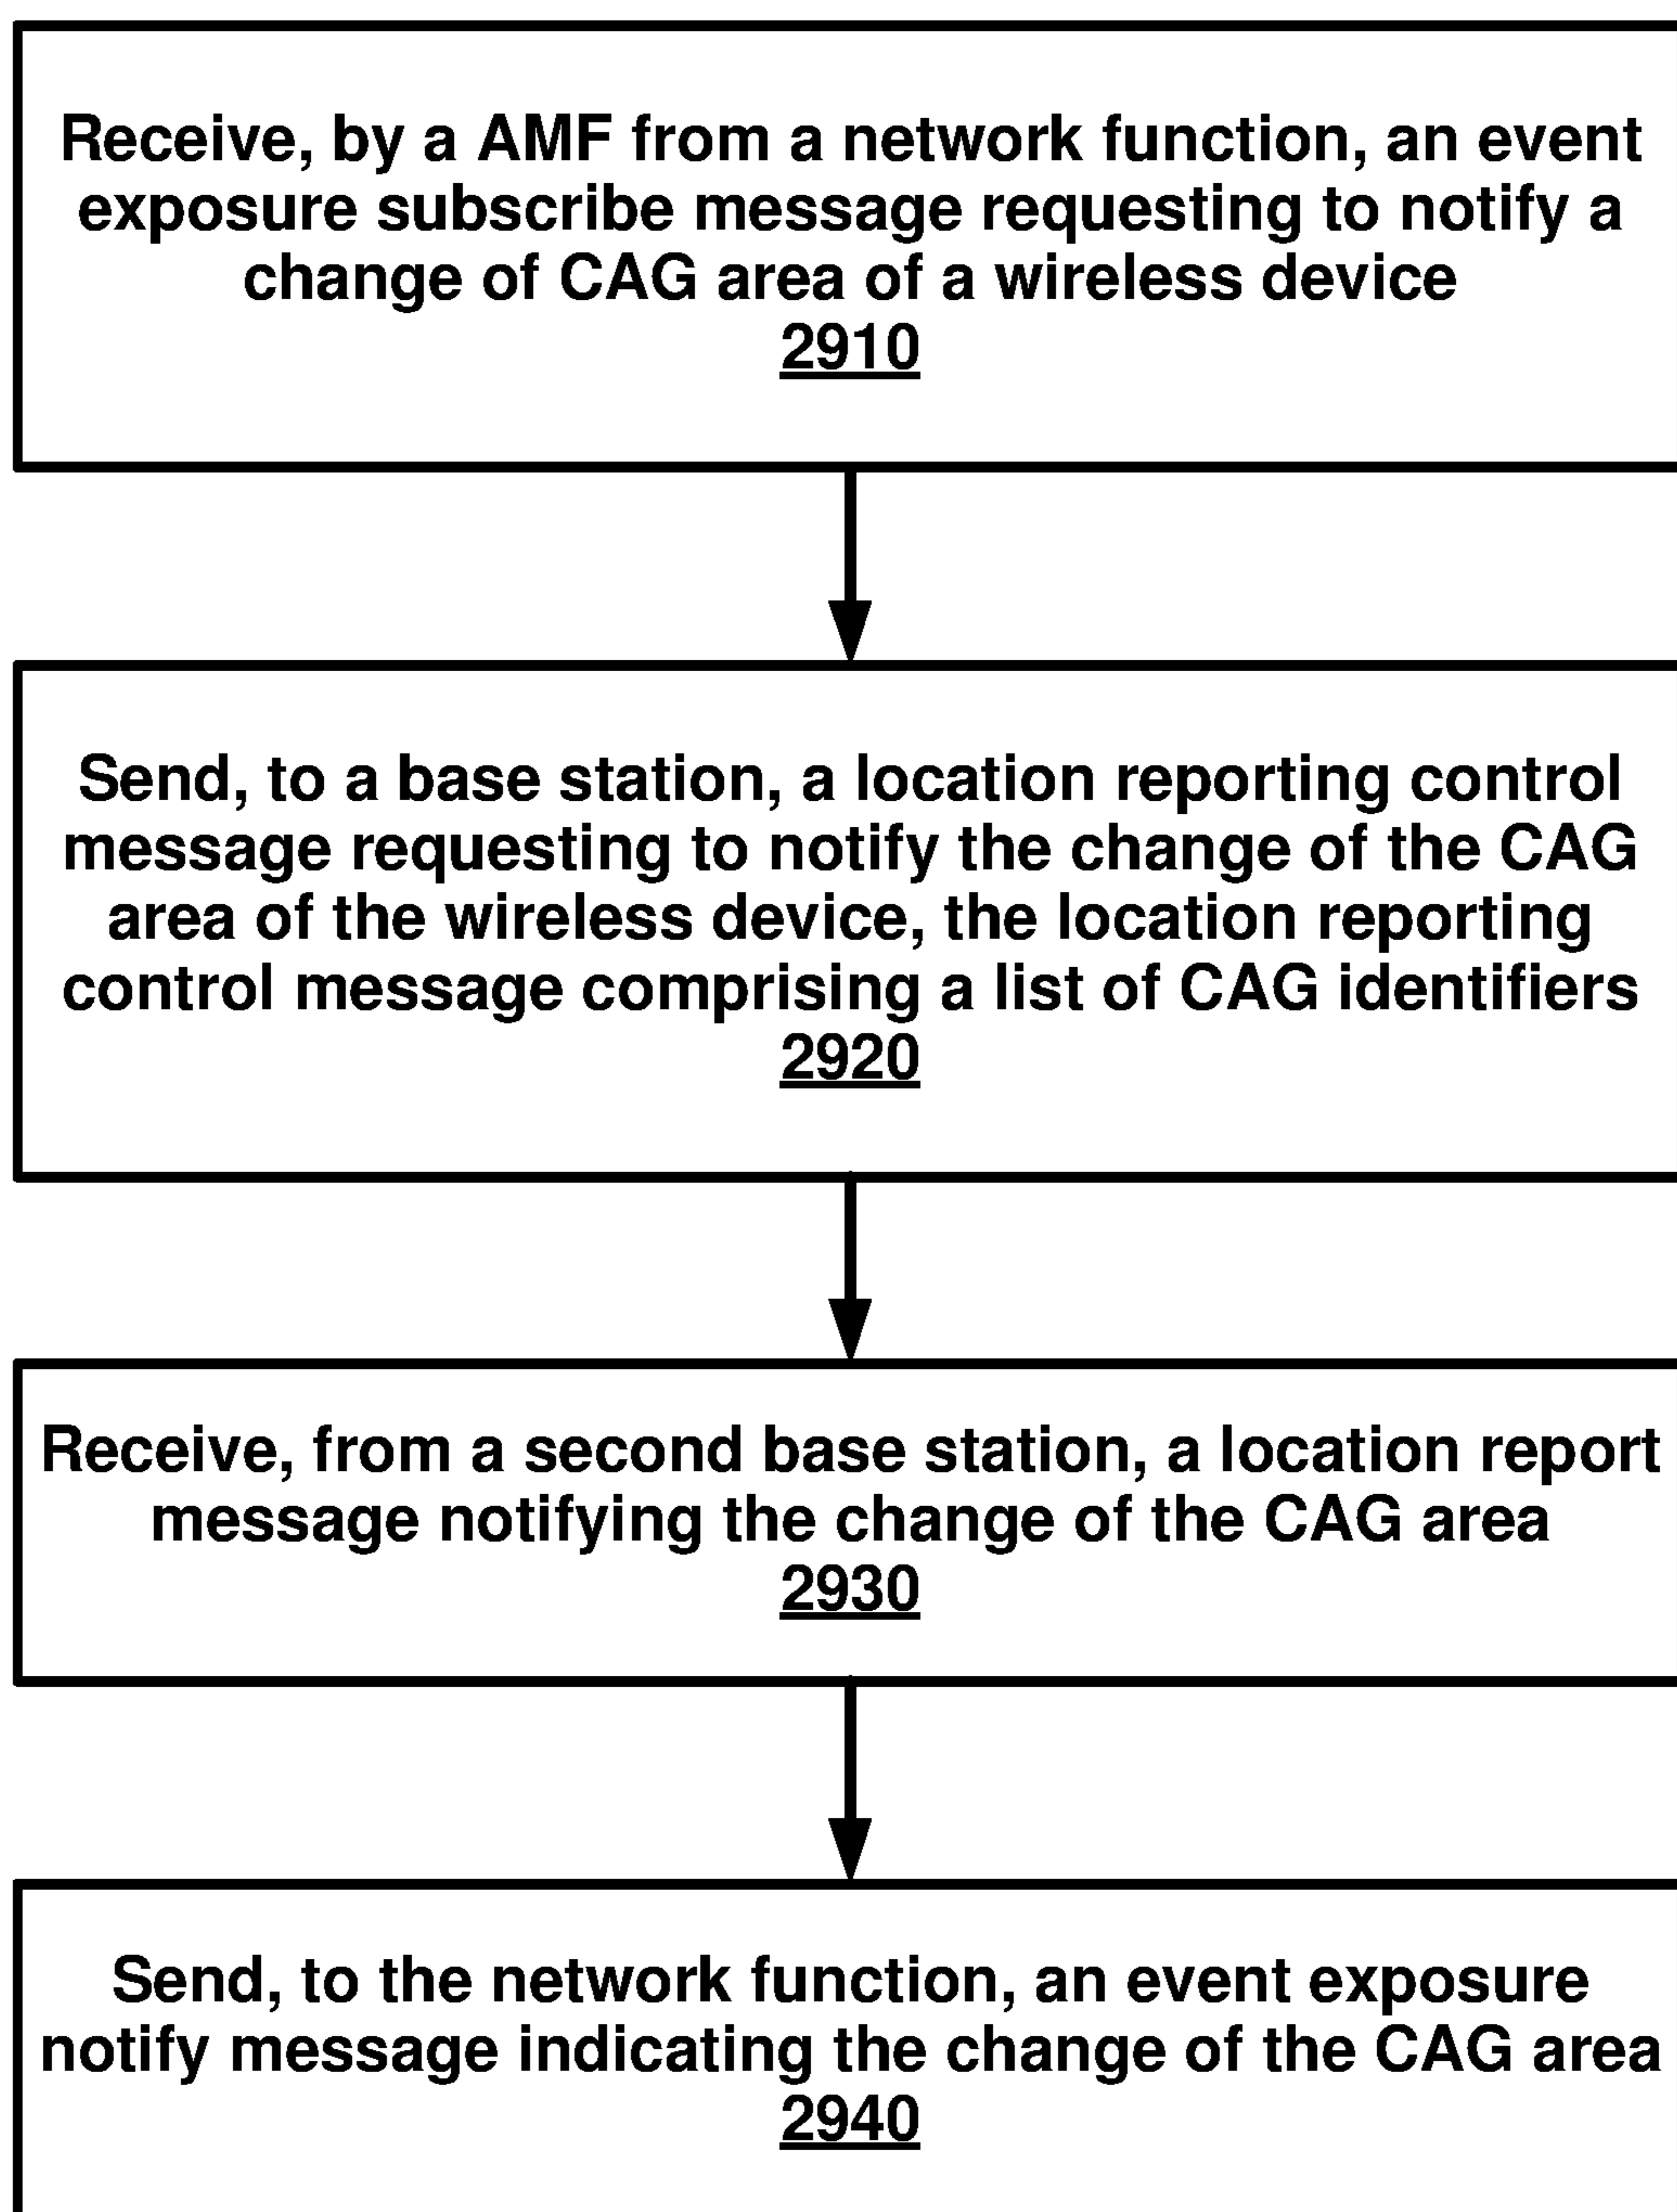 Receive, by a AMF from a network function, an event
exposure subscribe message requesting to notify a
change of CAG area of a wireless device
2910
Send, to a base station, a location reporting control
message requesting to notify the change of the CAG
area of the wireless device, the location reporting
control message comprising a list of CAG identifiers
2920
Receive, from a second base station, a location report
message notifying the change of the CAG area
2930
Send, to the network function, an event exposure
notify message indicating the change of the CAG area
2940